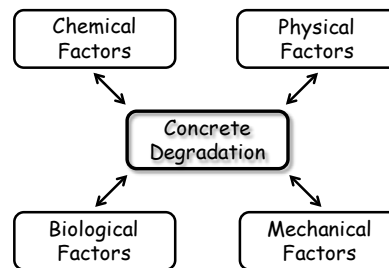 Chemical
Factors
Physical
Factors
Concrete
Degradation
Biological
Factors
Mechanical
Factors